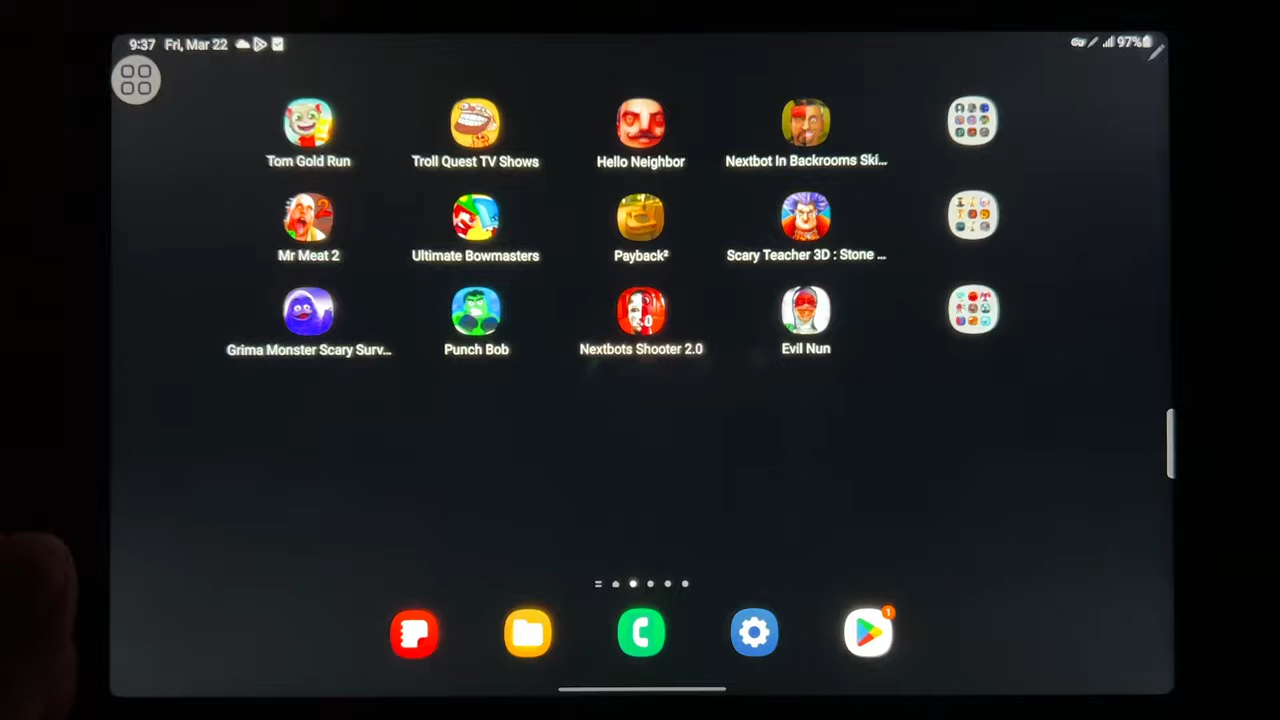 9:37 Fri, Mar 22
97%
Tom Gold Run
Troll Quest TV Shows
Hello Neighbor
Nextbot In Backrooms Ski...
2
Mr Meat 2
Ultimate Bowmasters
Payback²
Scary Teacher 3D : Stone ...
Grima Monster Scary Surv...
Punch Bob
Nextbots Shooter 2.0
Evil Nun
1